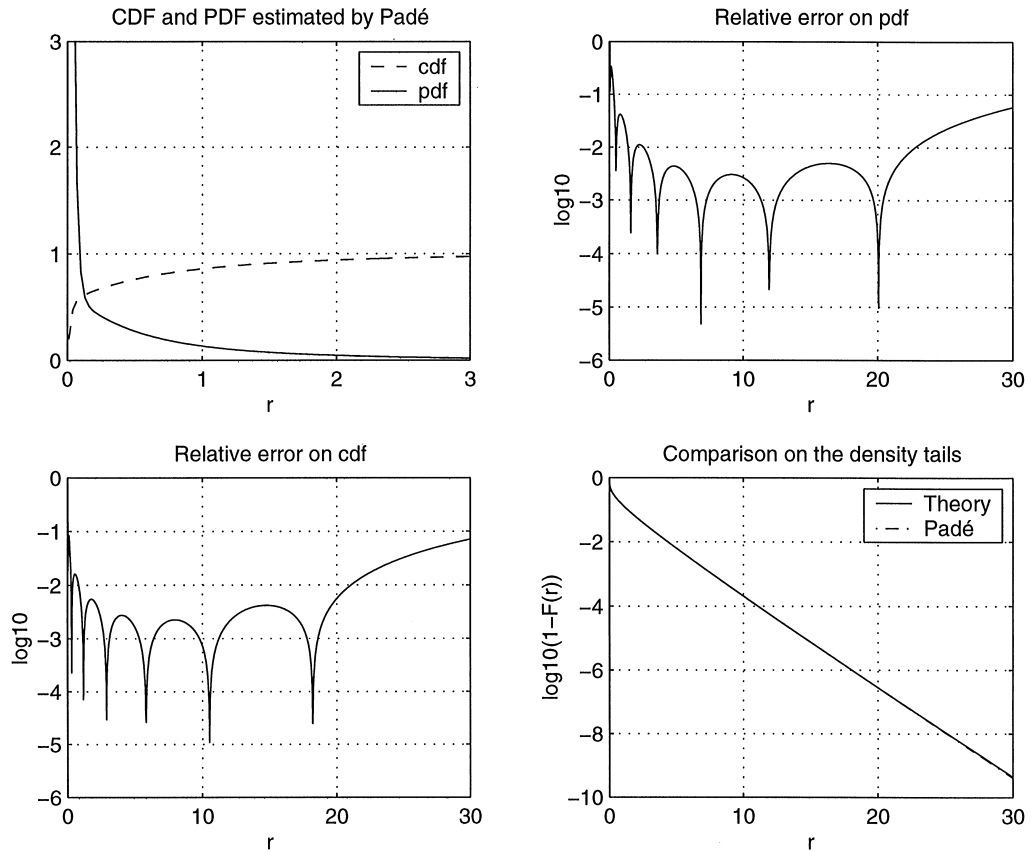 CDF and PDF estimated by Padé
3
2
1
0
0
1
2
3
r
cdf
pdf
Relative error on pdf
0
−1
−2
−3
−4
−5
−6
log10
0
10
20
30
r
Relative error on cdf
0
−1
−2
−3
−4
−5
−6
log10
0
10
20
30
r
Comparison on the density tails
0
−2
−4
−6
−8
−10
log10(1−F(r))
0
10
20
30
r
Theory
Padé